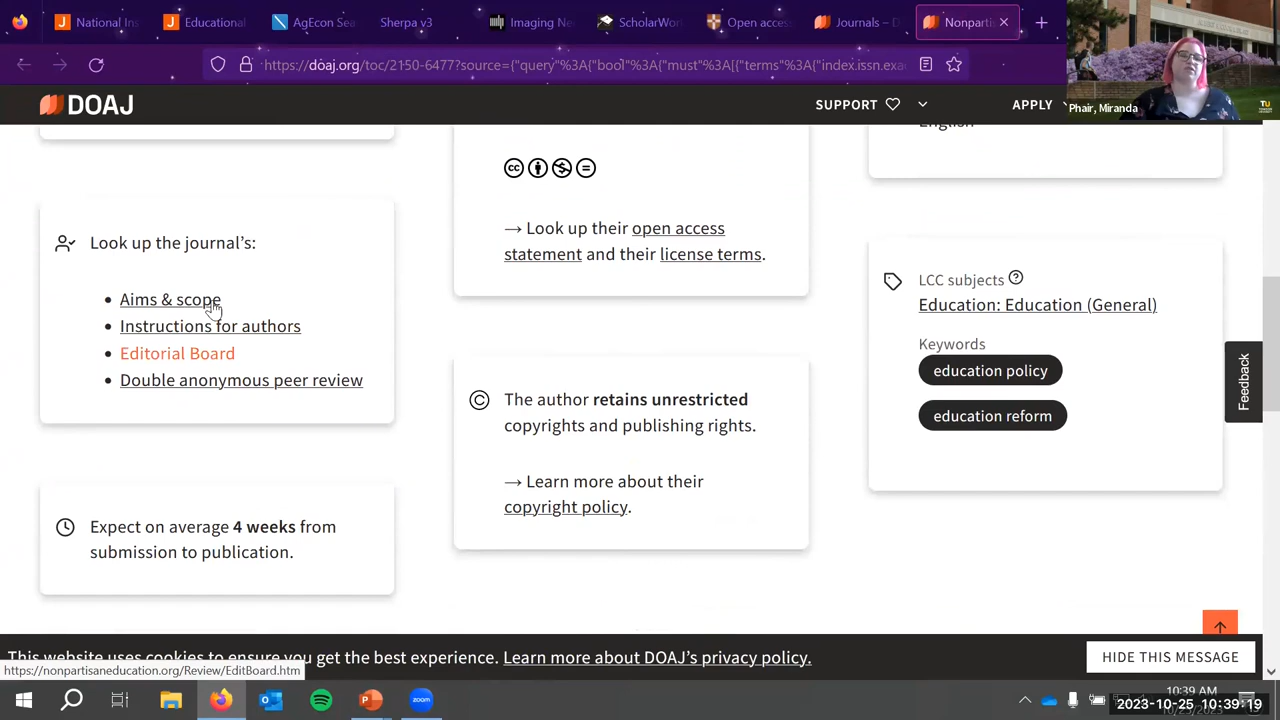 National Ins
Educational
AgEcon Sea
Sherpa v3
Imaging Ne
ScholarWor
Open acces
Journals – D
Nonparti
https://doaj.org/toc/2150-6477?source={"query"%3A{"bool"%3A{"must"%3A[{"terms"%3A{"index.issn.exac
DOAJ
SUPPORT
APPLY
Phair, Miranda
TU
English
Look up the journal's:
Aims & scope
Instructions for authors
Editorial Board
Double anonymous peer review
Expect on average 4 weeks from
submission to publication.
→ Look up their open access
statement and their license terms.
The author retains unrestricted
copyrights and publishing rights.
→ Learn more about their
copyright policy.
LCC subjects
Education: Education (General)
Keywords
education policy
education reform
Feedback
This website uses cookies to ensure you get the best experience. Learn more about DOAJ's privacy policy.
HIDE THIS MESSAGE
https://nonpartisaneducation.org/Review/EditBoard.htm
zoom
10:39 AM
2023-10-25 10:39:19